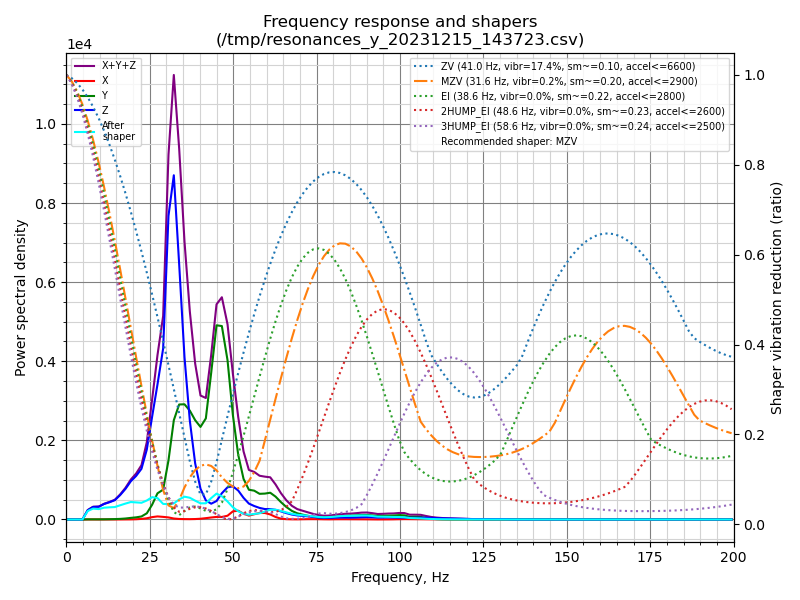 Frequency response and shapers
(/tmp/resonances_y_20231215_143723.csv)
1e4
X+Y+Z
X
Y
Z
After
shaper
ZV (41.0 Hz, vibr=17.4%, sm~=0.10, accel<=6600)
MZV (31.6 Hz, vibr=0.2%, sm~=0.20, accel<=2900)
EI (38.6 Hz, vibr=0.0%, sm~=0.22, accel<=2800)
2HUMP_EI (48.6 Hz, vibr=0.0%, sm~=0.23, accel<=2600)
3HUMP_EI (58.6 Hz, vibr=0.0%, sm~=0.24, accel<=2500)
Recommended shaper: MZV
Power spectral density
1.0
0.8
0.6
0.4
0.2
0.0
Shaper vibration reduction (ratio)
1.0
0.8
0.6
0.4
0.2
0.0
0 25 50 75 100 125 150 175 200
Frequency, Hz